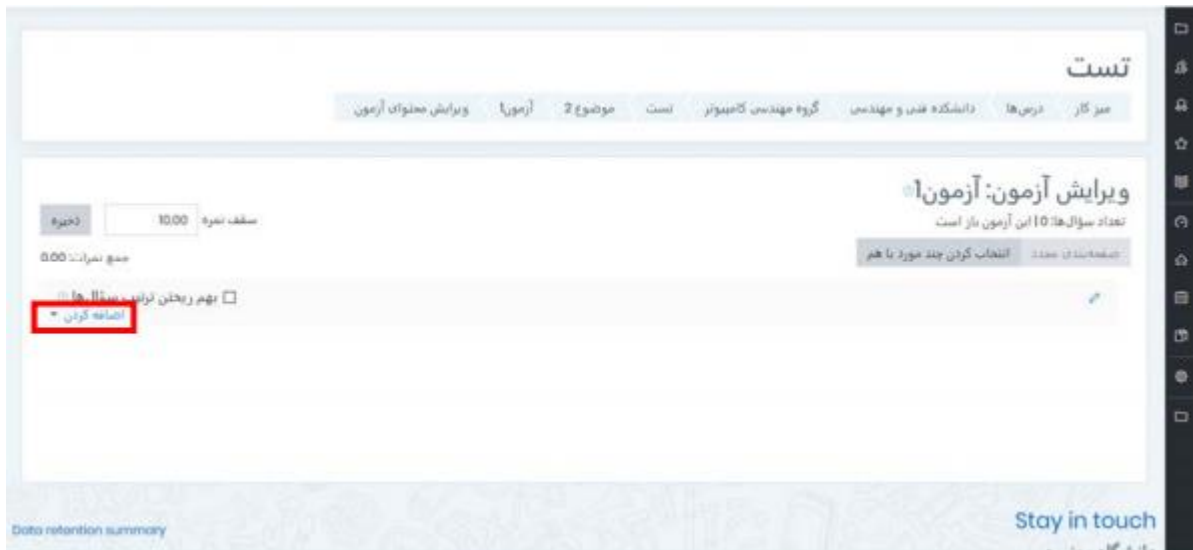 تست
میز کار درس‌ها دانشکده فنی و مهندسی گروه مهندسی کامپیوتر تست موضوع 2 آزمون1 ویرایش محتوای آزمون
ویرایش آزمون: آزمون1
تعداد سؤال‌ها: 0 | این آزمون باز است
سقف نمره 10.00 ذخیره
صفحه‌بندی مجدد انتخاب کردن چند مورد با هم
جمع نمرات: 0.00
بهم ریختن ترتیب سؤال‌ها
اضافه کردن
Stay in touch
Data retention summary